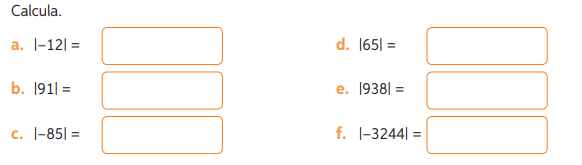 Calcula.
a. |–12| =
d. |65| =
b. |91| =
e. |938| =
c. |–85| =
f. |–3244| =